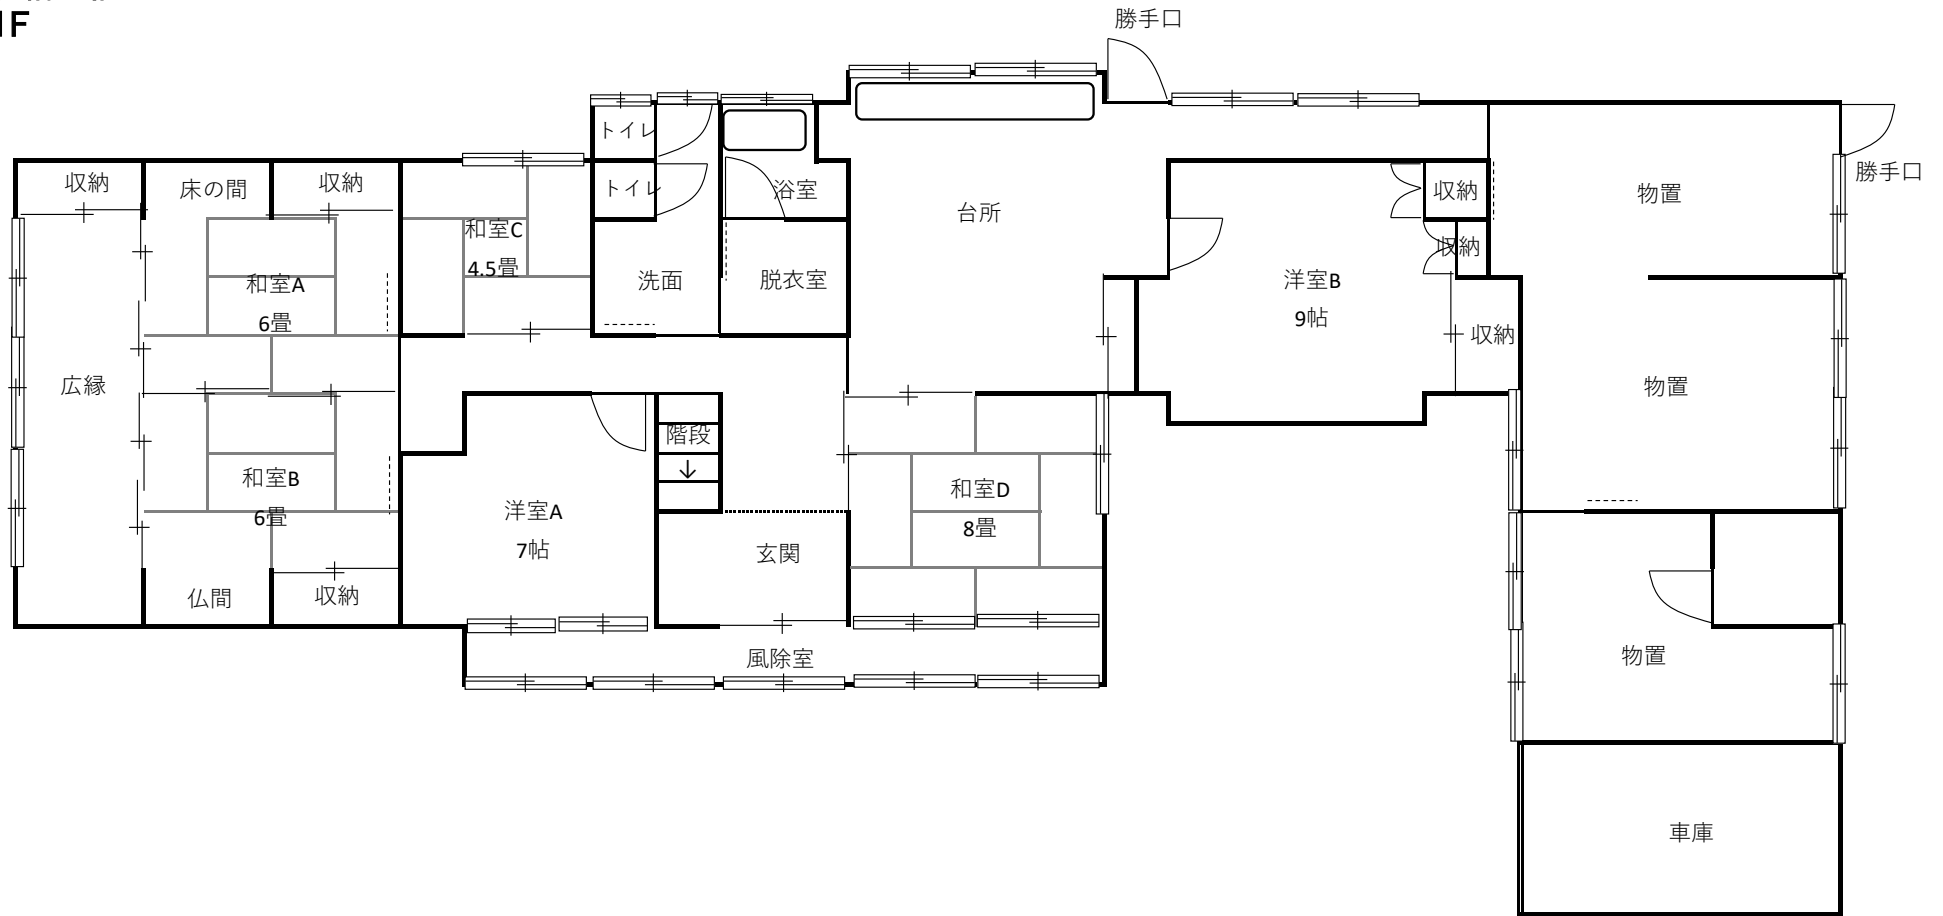 1F
勝手口
トイレ
収納
床の間
収納
トイレ
浴室
台所
収納
物置
勝手口
和室C
4.5畳
収納
和室A
6畳
洗面
脱衣室
洋室B
9帖
収納
広縁
物置
階段
↓
和室B
6畳
洋室A
7帖
和室D
8畳
玄関
仏間
収納
風除室
物置
車庫